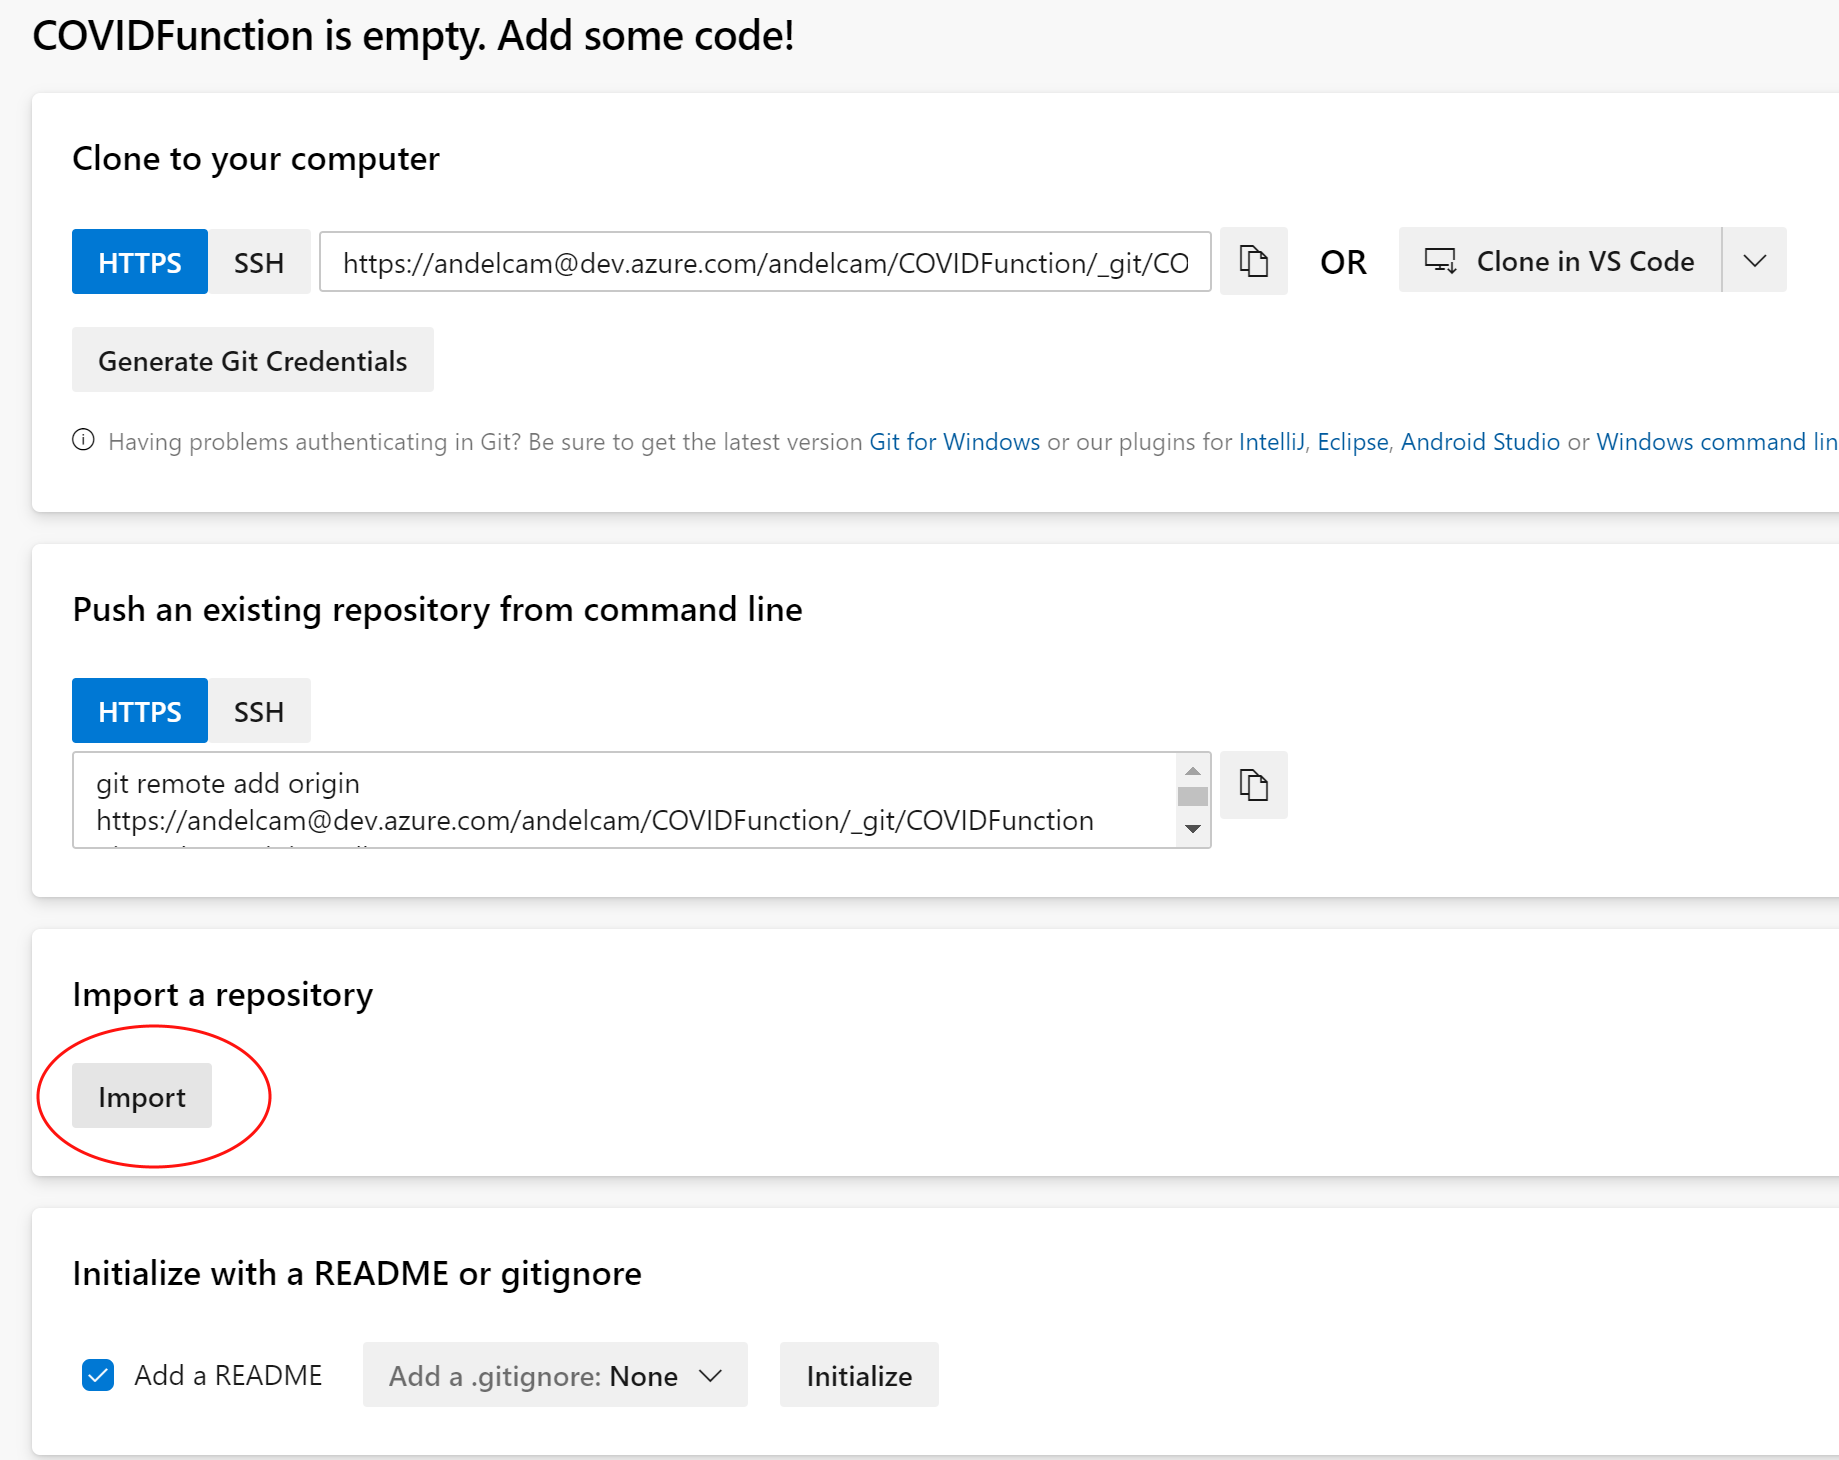 COVIDFunction is empty. Add some code!
Clone to your computer
HTTPS SSH https://andelcam@dev.azure.com/andelcam/COVIDFunction/_git/CO OR Clone in VS Code
Generate Git Credentials
Having problems authenticating in Git? Be sure to get the latest version Git for Windows or our plugins for IntelliJ, Eclipse, Android Studio or Windows command lin
Push an existing repository from command line
HTTPS SSH
git remote add origin
https://andelcam@dev.azure.com/andelcam/COVIDFunction/_git/COVIDFunction
Import a repository
Import
Initialize with a README or gitignore
Add a README Add a .gitignore: None Initialize